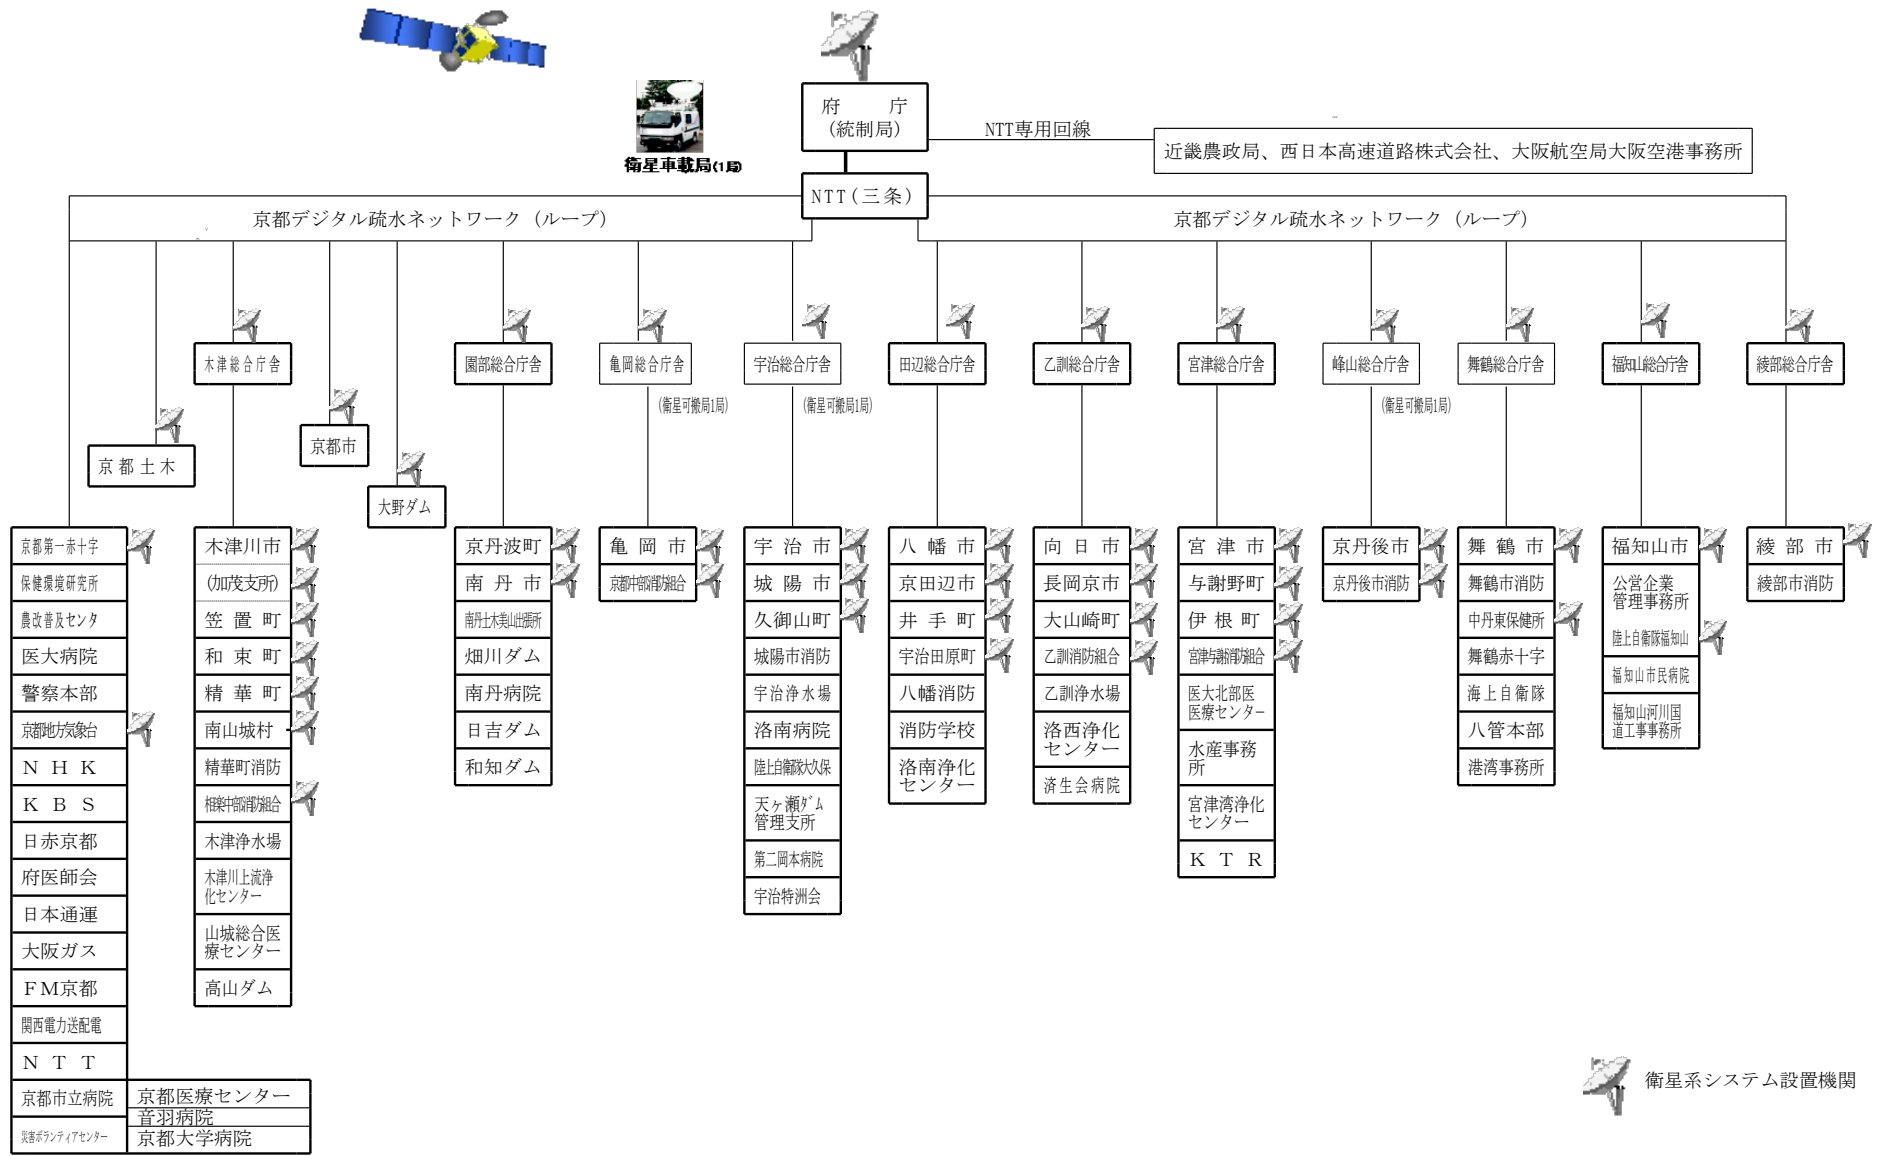 府　　庁
(統制局)
NTT専用回線
近畿農政局、西日本高速道路株式会社、大阪航空局大阪空港事務所
衛星車載局(1局)
NTT(三条)
京都デジタル疏水ネットワーク（ループ）
京都デジタル疏水ネットワーク（ループ）
木津総合庁舎
園部総合庁舎
亀岡総合庁舎
宇治総合庁舎
田辺総合庁舎
乙訓総合庁舎
宮津総合庁舎
峰山総合庁舎
舞鶴総合庁舎
福知山総合庁舎
綾部総合庁舎
(衛星可搬局1局)
(衛星可搬局1局)
(衛星可搬局1局)
京都土木
京都市
大野ダム
京都第一赤十字
保健環境研究所
農改普及センタ
医大病院
警察本部
京都地方気象台
ＮＨＫ
ＫＢＳ
日赤京都
府医師会
日本通運
大阪ガス
ＦＭ京都
関西電力送配電
ＮＴＴ
京都市立病院
災害ボランティアセンター
京都医療センター
音羽病院
京都大学病院
木津川市
(加茂支所)
笠置町
和束町
精華町
南山城村
精華町消防
相楽中部消防組合
木津浄水場
木津川上流浄
化センター
山城総合医
療センター
高山ダム
京丹波町
南丹市
南丹土木美山出張所
畑川ダム
南丹病院
日吉ダム
和知ダム
亀岡市
京都中部消防組合
宇治市
城陽市
久御山町
城陽市消防
宇治浄水場
洛南病院
陸上自衛隊大久保
天ヶ瀬ダム
管理支所
第二岡本病院
宇治特洲会
八幡市
京田辺市
井手町
宇治田原町
八幡消防
消防学校
洛南浄化
センター
向日市
長岡京市
大山崎町
乙訓消防組合
乙訓浄水場
洛西浄化
センター
済生会病院
宮津市
与謝野町
伊根町
宮津与謝消防組合
医大北部医
医療センター
水産事務
所
宮津湾浄化
センター
ＫＴＲ
京丹後市
京丹後市消防
舞鶴市
舞鶴市消防
中丹東保健所
舞鶴赤十字
海上自衛隊
八管本部
港湾事務所
福知山市
公営企業
管理事務所
陸上自衛隊福知山
福知山市民病院
福知山河川国
道工事事務所
綾部市
綾部市消防
衛星系システム設置機関